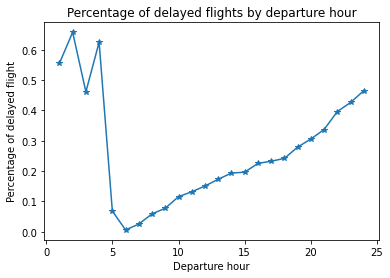 Percentage of delayed flights by departure hour
Percentage of delayed flight
0.6
0.5
0.4
0.3
0.2
0.1
0.0
0 5 10 15 20 25
Departure hour